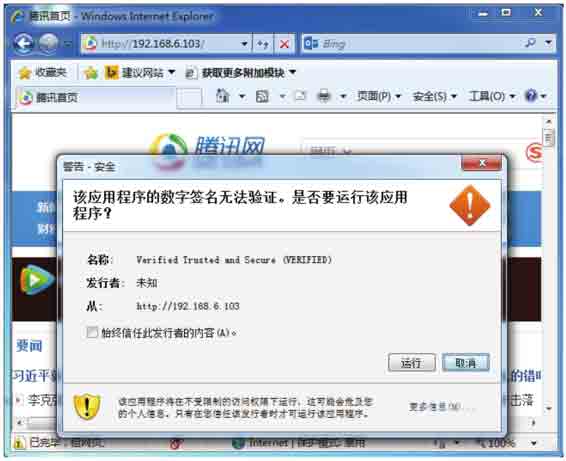 腾讯首页 - Windows Internet Explorer
http://192.168.6.103/
Bing
收藏夹 建议网站 获取更多附加模块
腾讯首页 页面(P) 安全(S) 工具(O)
腾讯网
网页
警告 - 安全
该应用程序的数字签名无法验证。是否要运行该应用
程序？
名称: Verified Trusted and Secure (VERIFIED)
发行者: 未知
从: http://192.168.6.103
始终信任此发行者的内容(A)。
运行 取消
该应用程序将在不受限制的访问权限下运行，这可能会危及您
的个人信息。只有在您信任该发行者时才可运行该应用程序。
更多信息(M)...
要闻
习近平
的错
李克强
击落
Internet | 保护模式: 禁用
100%